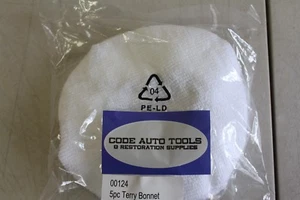 04
PE-LD
CODE AUTO TOOLS
& RESTORATION SUPPLIES
00124
5pc Terry Bonnet